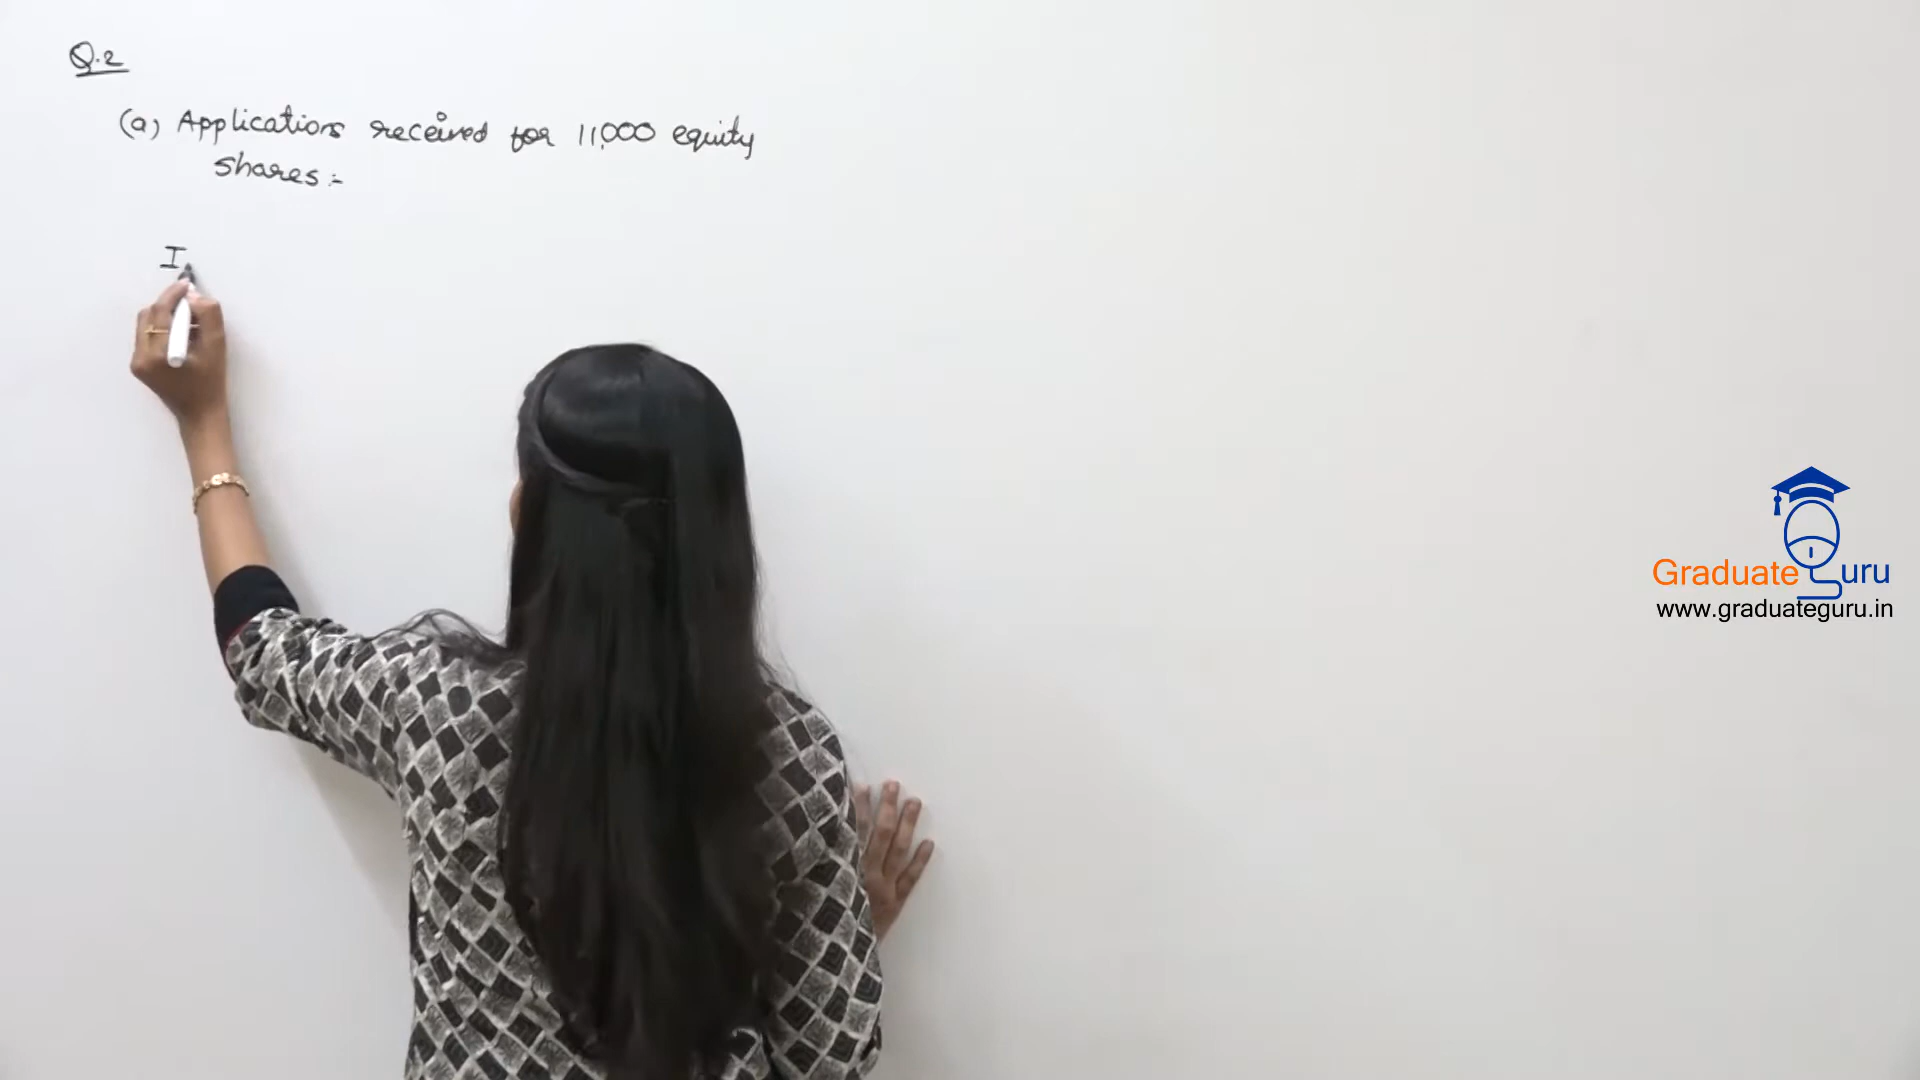 Q.2
(a) Applications received for 11,000 equity
shares :-
I
Graduate Guru
www.graduateguru.in